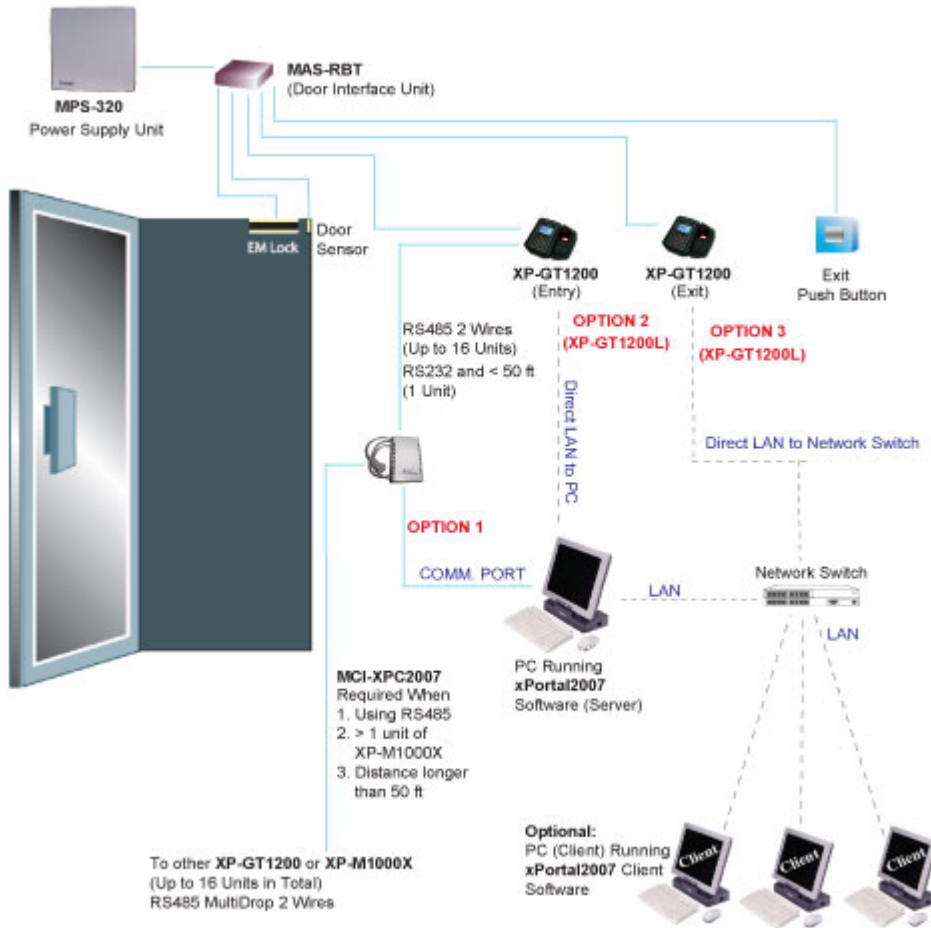 MAS-RBT
(Door Interface Unit)
MPS-320
Power Supply Unit
EM Lock
Door
Sensor
XP-GT1200
(Entry)
XP-GT1200
(Exit)
Exit
Push Button
OPTION 2
(XP-GT1200L)
OPTION 3
(XP-GT1200L)
RS485 2 Wires
(Up to 16 Units)
RS232 and < 50 ft
(1 Unit)
Direct LAN to PC
Direct LAN to Network Switch
OPTION 1
COMM. PORT
LAN
Network Switch
LAN
PC Running
xPortal2007
Software (Server)
MCI-XPC2007
Required When
1. Using RS485
2. > 1 unit of
XP-M1000X
3. Distance longer
than 50 ft
To other XP-GT1200 or XP-M1000X
(Up to 16 Units in Total)
RS485 MultiDrop 2 Wires
Optional:
PC (Client) Running
xPortal2007 Client
Software
Client
Client
Client